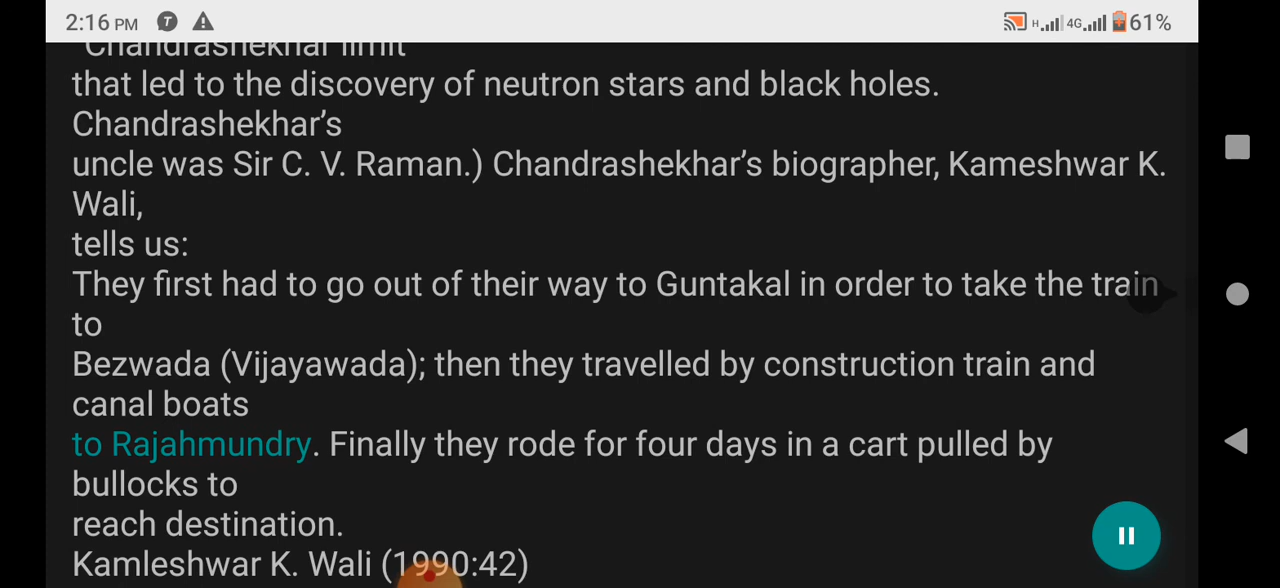 2:16 PM
H 4G 61%
"Chandrashekhar limit
that led to the discovery of neutron stars and black holes.
Chandrashekhar’s
uncle was Sir C. V. Raman.) Chandrashekhar’s biographer, Kameshwar K.
Wali,
tells us:
They first had to go out of their way to Guntakal in order to take the train
to
Bezwada (Vijayawada); then they travelled by construction train and
canal boats
to Rajahmundry. Finally they rode for four days in a cart pulled by
bullocks to
reach destination.
Kamleshwar K. Wali (1990:42)